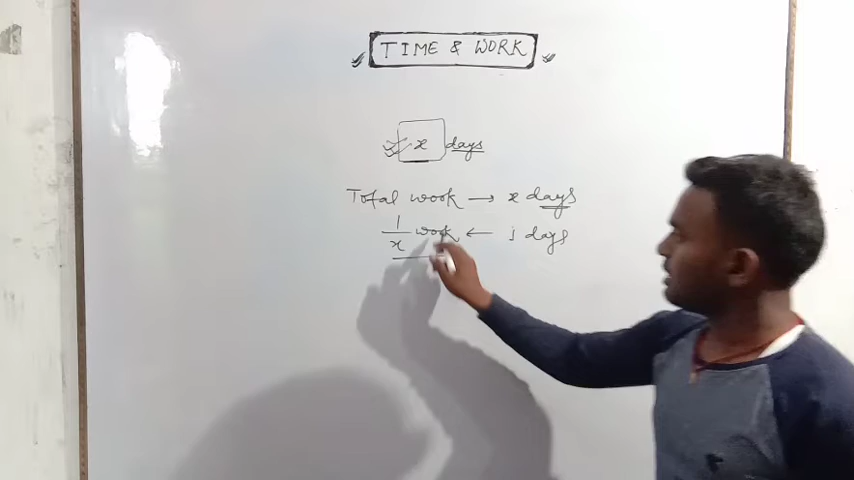 TIME & WORK
x days
Total work → x days
1/x work ← 1 days